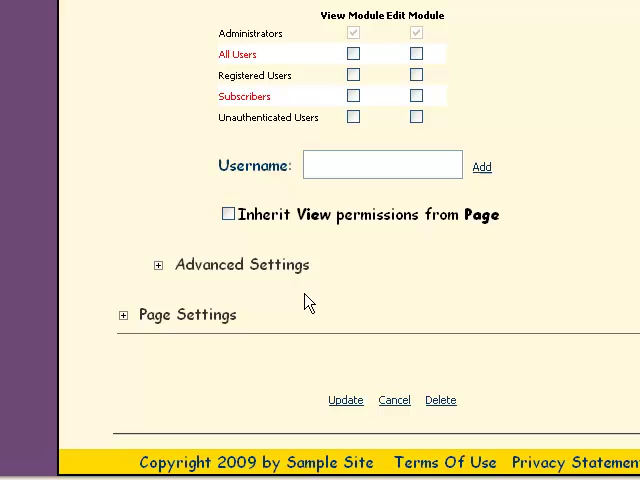 View Module Edit Module
Administrators
All Users
Registered Users
Subscribers
Unauthenticated Users
Username: Add
Inherit View permissions from Page
Advanced Settings
Page Settings
Update Cancel Delete
Copyright 2009 by Sample Site Terms Of Use Privacy Statement